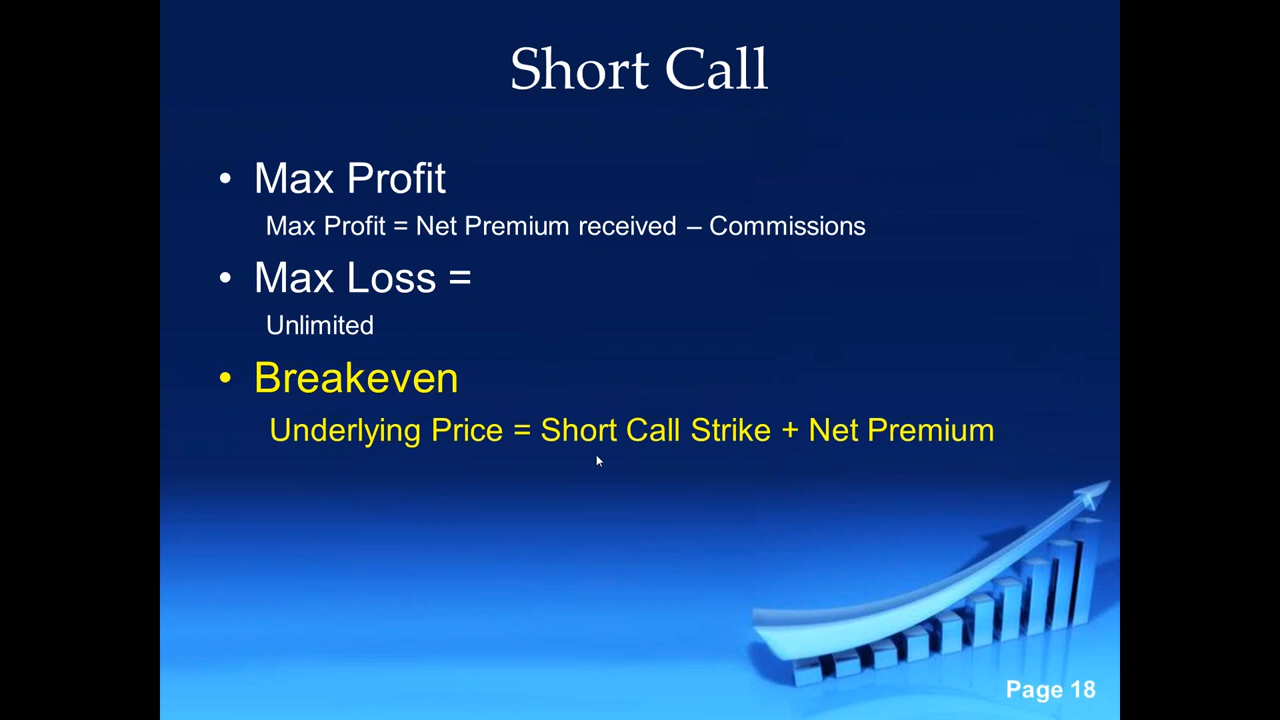 Short Call
• Max Profit
Max Profit = Net Premium received – Commissions
• Max Loss =
Unlimited
• Breakeven
Underlying Price = Short Call Strike + Net Premium
Page 18